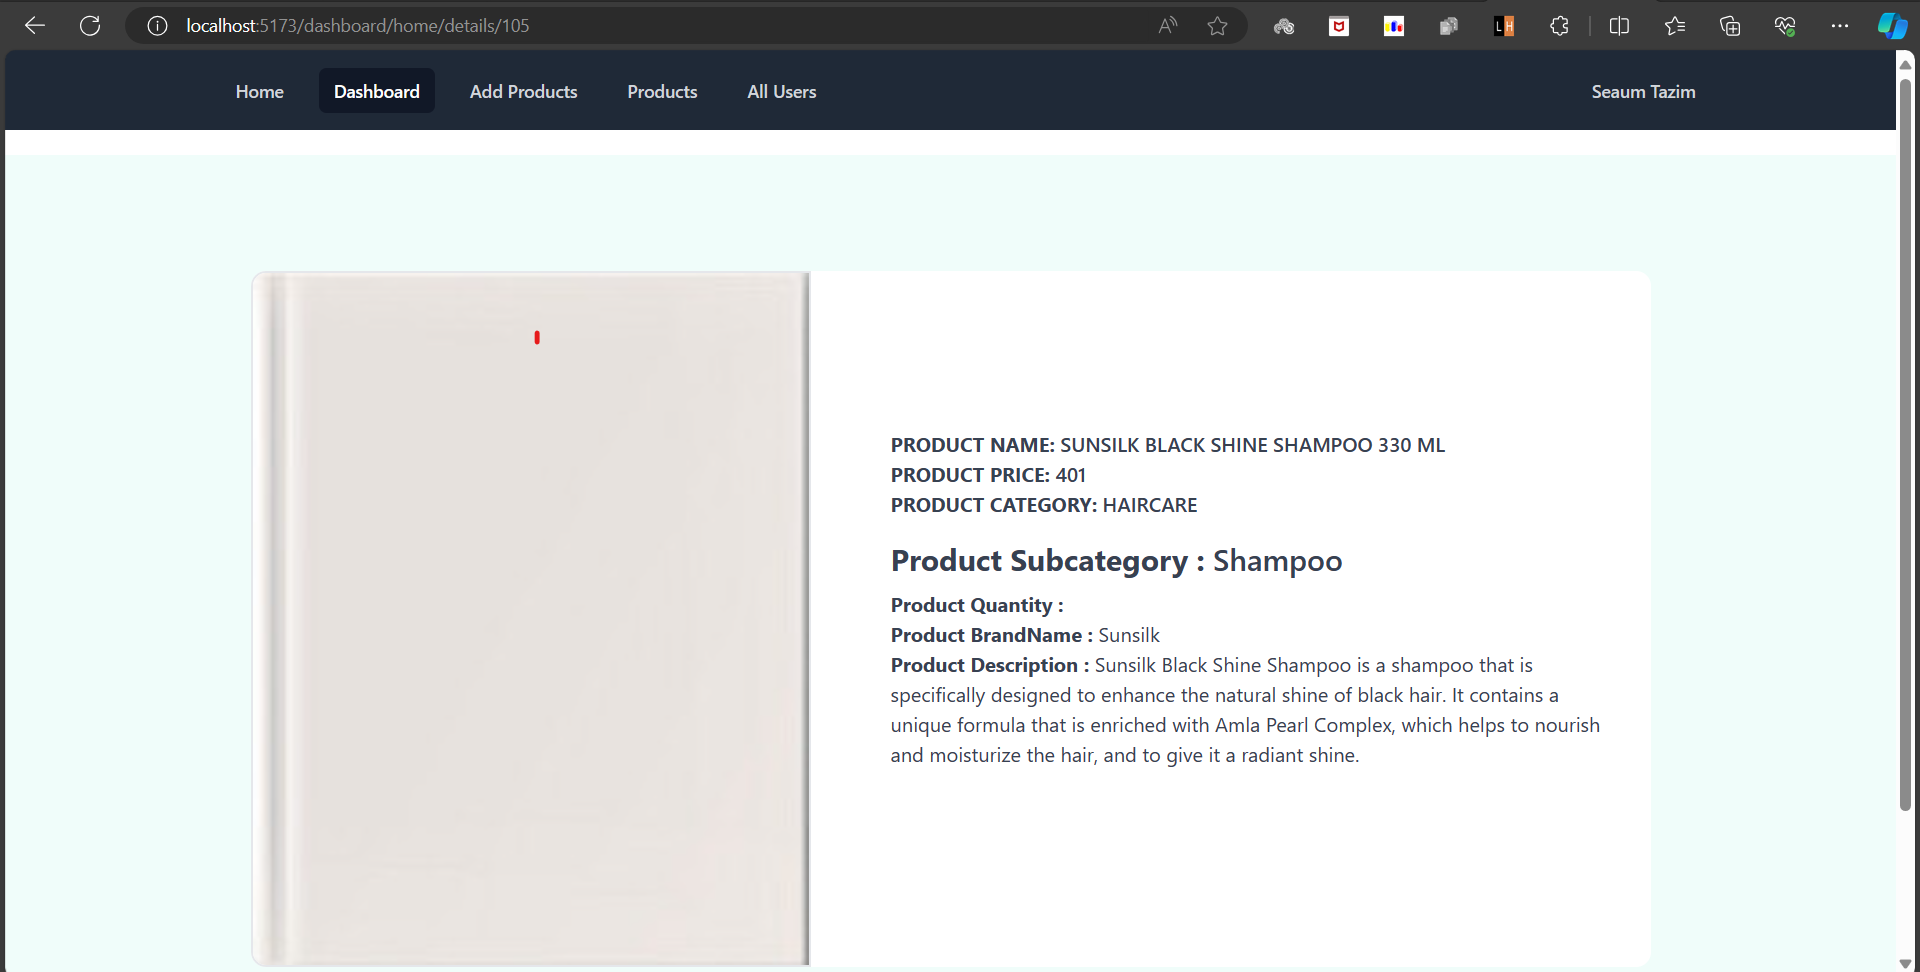 localhost:5173/dashboard/home/details/105
Home
Dashboard
Add Products
Products
All Users
Seaum Tazim
PRODUCT NAME: SUNSILK BLACK SHINE SHAMPOO 330 ML
PRODUCT PRICE: 401
PRODUCT CATEGORY: HAIRCARE
Product Subcategory : Shampoo
Product Quantity :
Product BrandName : Sunsilk
Product Description : Sunsilk Black Shine Shampoo is a shampoo that is
specifically designed to enhance the natural shine of black hair. It contains a
unique formula that is enriched with Amla Pearl Complex, which helps to nourish
and moisturize the hair, and to give it a radiant shine.